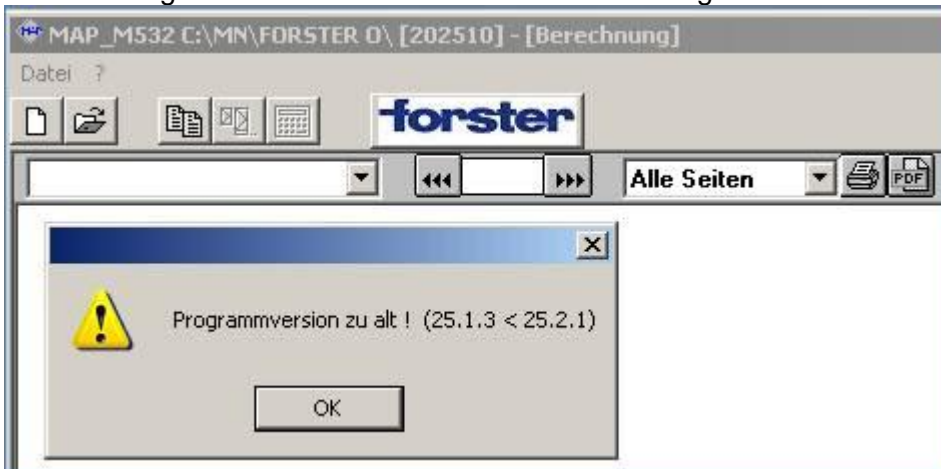 MAP_M532 C:\MN\FORSTER O\ [202510] - [Berechnung]
Datei ?
forster
Alle Seiten
PDF
Programmversion zu alt ! (25.1.3 < 25.2.1)
OK